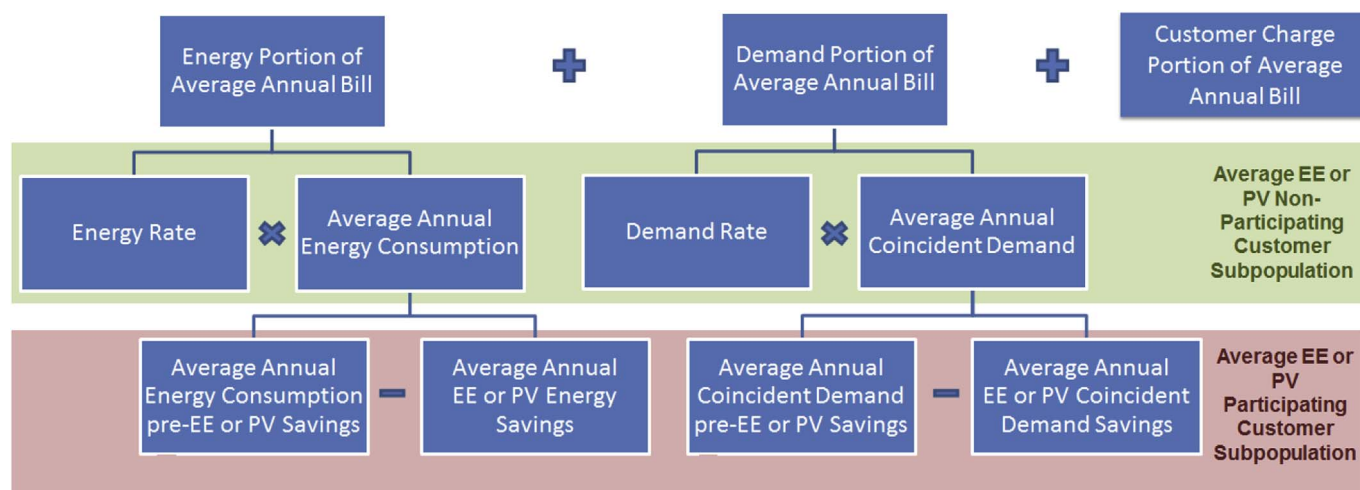 Energy Portion of
Average Annual Bill
Demand Portion of
Average Annual Bill
Customer Charge
Portion of Average
Annual Bill
Energy Rate
Average Annual
Energy Consumption
Demand Rate
Average Annual
Coincident Demand
Average EE or
PV Non-
Participating
Customer
Subpopulation
Average Annual
Energy Consumption
pre-EE or PV Savings
Average Annual
EE or PV Energy
Savings
Average Annual
Coincident Demand
pre-EE or PV Savings
Average Annual
EE or PV Coincident
Demand Savings
Average EE or
PV
Participating
Customer
Subpopulation